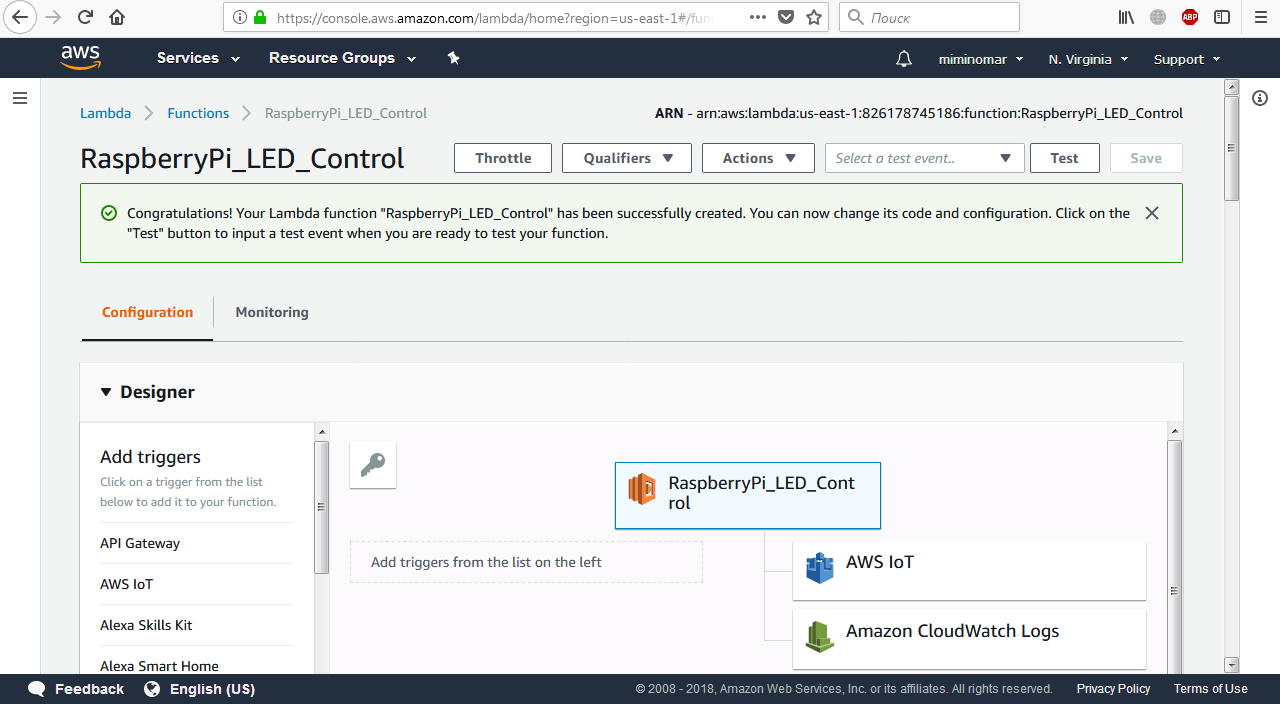 https://console.aws.amazon.com/lambda/home?region=us-east-1#/fun
Поиск
ABP
aws
Services
Resource Groups
miminomar
N. Virginia
Support
Lambda
Functions
RaspberryPi_LED_Control
ARN - arn:aws:lambda:us-east-1:826178745186:function:RaspberryPi_LED_Control
RaspberryPi_LED_Control
Throttle
Qualifiers
Actions
Select a test event..
Test
Save
Congratulations! Your Lambda function "RaspberryPi_LED_Control" has been successfully created. You can now change its code and configuration. Click on the
"Test" button to input a test event when you are ready to test your function.
Configuration
Monitoring
Designer
Add triggers
Click on a trigger from the list
below to add it to your function.
API Gateway
AWS IoT
Alexa Skills Kit
Alexa Smart Home
RaspberryPi_LED_Cont
rol
Add triggers from the list on the left
AWS IoT
Amazon CloudWatch Logs
Feedback
English (US)
© 2008 - 2018, Amazon Web Services, Inc. or its affiliates. All rights reserved.
Privacy Policy
Terms of Use